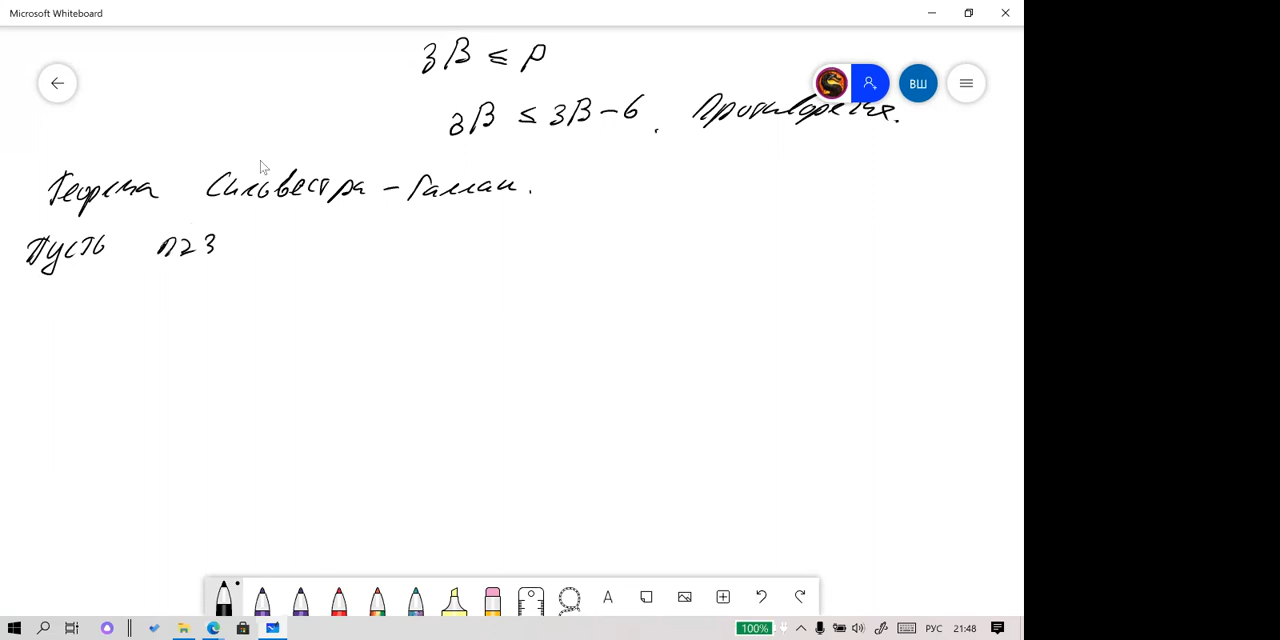 Microsoft Whiteboard
3В ≤ Р
3В ≤ 3В - 6. Противоречие.
ВШ
Теорема Сильвестра - Галлаи.
Пусть n ≥ 3
A
100%
РУС
21:48